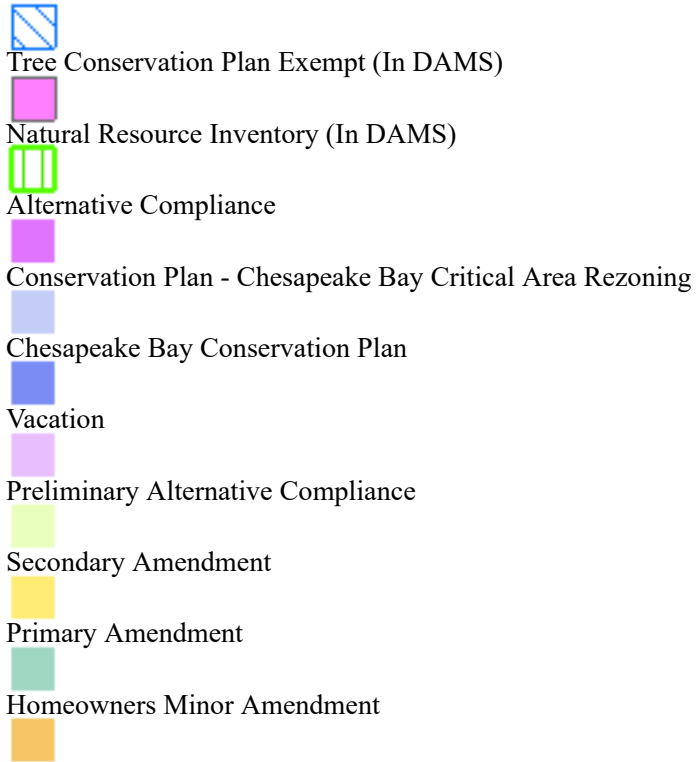 Tree Conservation Plan Exempt (In DAMS)
Natural Resource Inventory (In DAMS)
Alternative Compliance
Conservation Plan - Chesapeake Bay Critical Area Rezoning
Chesapeake Bay Conservation Plan
Vacation
Preliminary Alternative Compliance
Secondary Amendment
Primary Amendment
Homeowners Minor Amendment